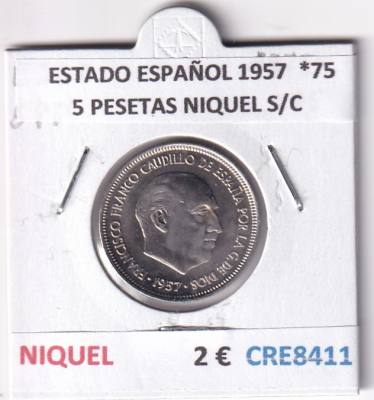 ESTADO ESPAÑOL 1957 *75
5 PESETAS NIQUEL S/C
FRANCISCO FRANCO CAUDILLO DE ESPAÑA POR LA G. DE DIOS
· 1957 ·
NIQUEL 2 € CRE8411